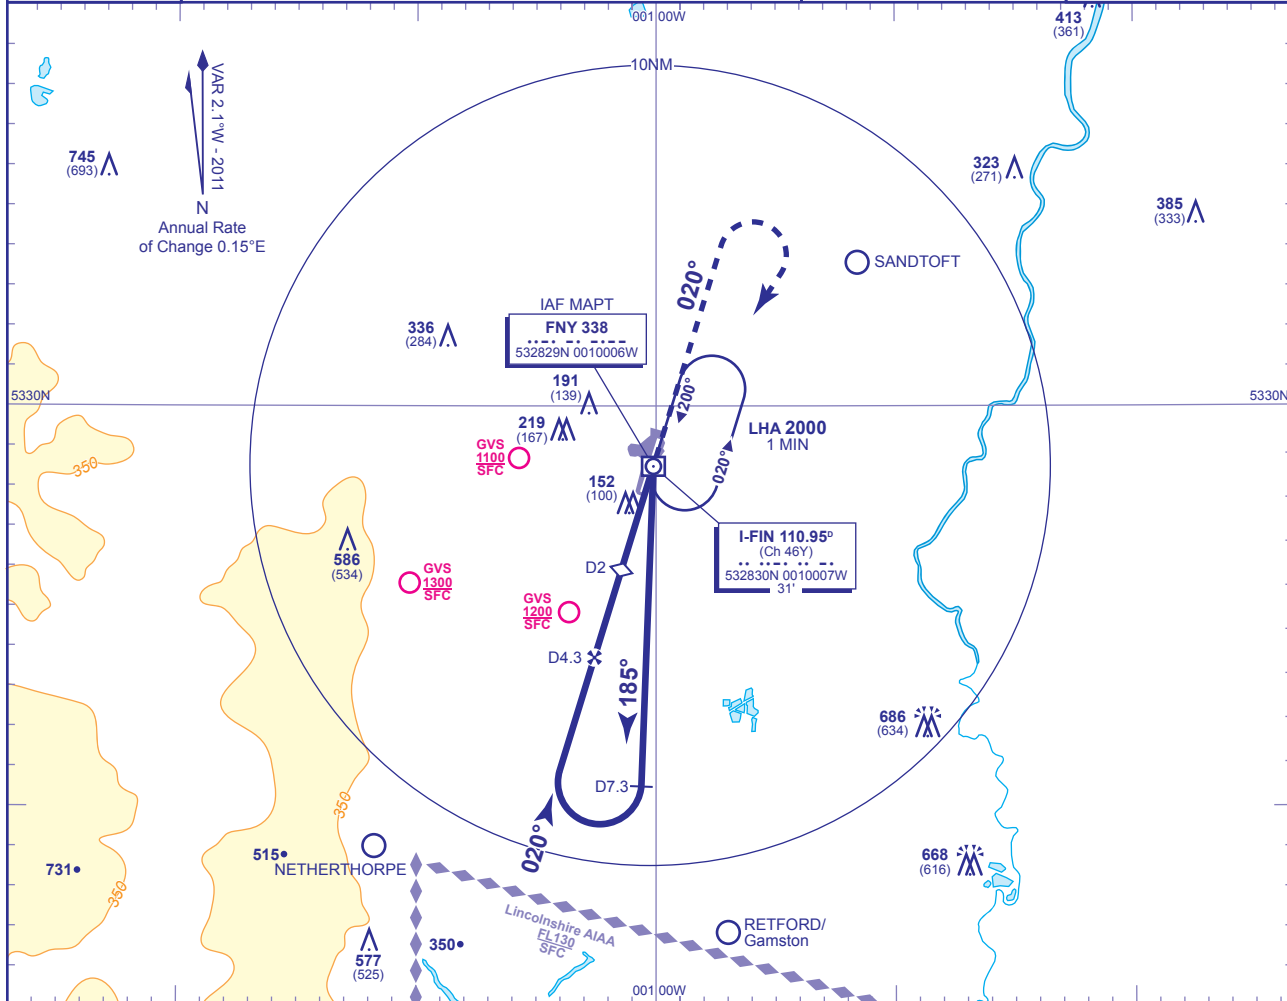 001 00W
413
(361)
10NM
VAR 2.1°W - 2011
N
Annual Rate
of Change 0.15°E
745
(693)
323
(271)
385
(333)
SANDTOFT
020°
IAF MAPT
FNY 338
532829N 0010006W
336
(284)
191
(139)
200°
5330N
5330N
219
(167)
LHA 2000
1 MIN
GVS
1100
SFC
020°
152
(100)
I-FIN 110.95ᴰ
(Ch 46Y)
532830N 0010007W
31'
586
(534)
D2
GVS
1300
SFC
GVS
1200
SFC
350
D4.3
185°
686
(634)
D7.3
350
020°
515
NETHERTHORPE
731
350
668
(616)
Lincolnshire AIAA
FL130
SFC
RETFORD/
Gamston
350
577
(525)
001 00W